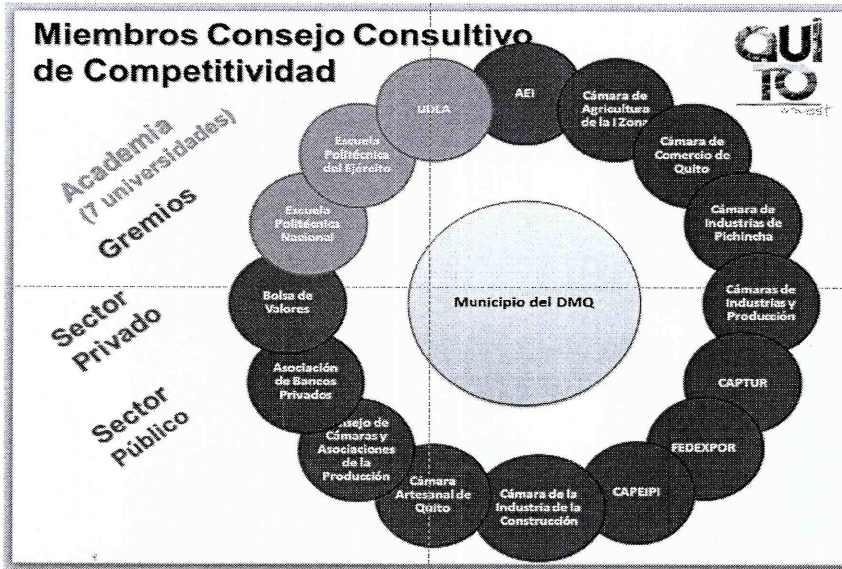 Miembros Consejo Consultivo
de Competitividad
QUI
TO
Academia
(7 universidades)
Gremios
Sector
Privado
Sector
Público
UDLA
AEI
Cámara de
Agricultura
de la I Zona
Cámara de
Comercio de
Quito
Cámara de
Industrias de
Pichincha
Cámaras de
Industrias y
Producción
CAPTUR
FEDEXPOR
CAPEIPI
Cámara de la
Industria de la
Construcción
Cámara
Artesanal de
Quito
nsejo de
Cámaras y
Asociaciones
de la
Producción
Asociación
de Bancos
Privados
Bolsa de
Valores
Escuela
Politécnica
Nacional
Escuela
Politécnica
del Ejército
Municipio del DMQ